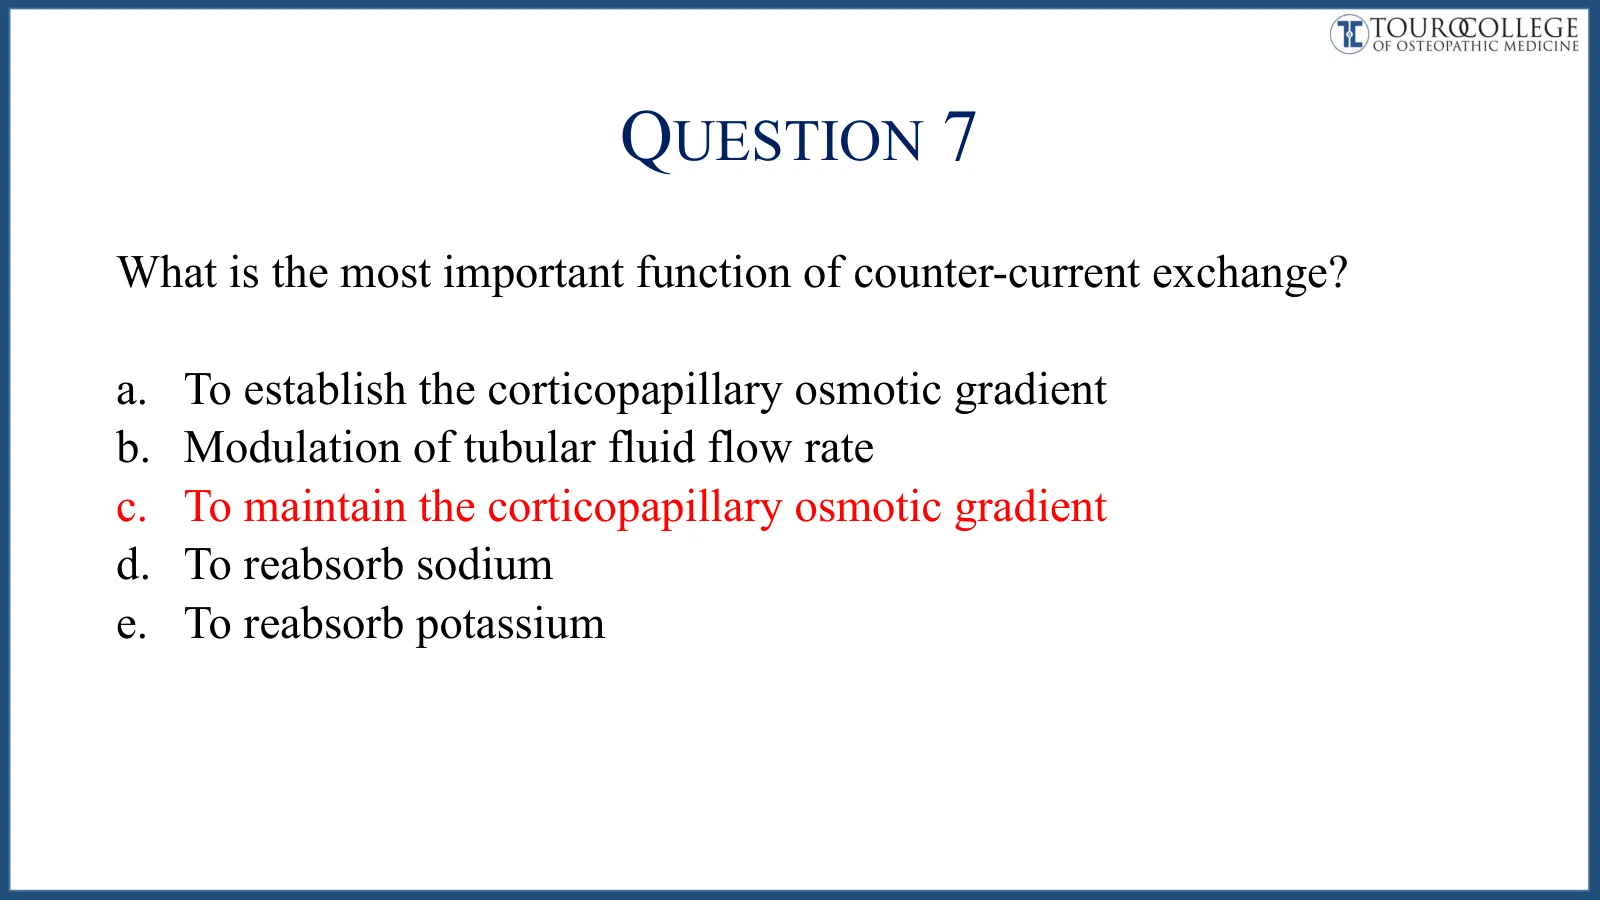 TOURO COLLEGE
OF OSTEOPATHIC MEDICINE
QUESTION 7
What is the most important function of counter-current exchange?
a. To establish the corticopapillary osmotic gradient
b. Modulation of tubular fluid flow rate
c. To maintain the corticopapillary osmotic gradient
d. To reabsorb sodium
e. To reabsorb potassium